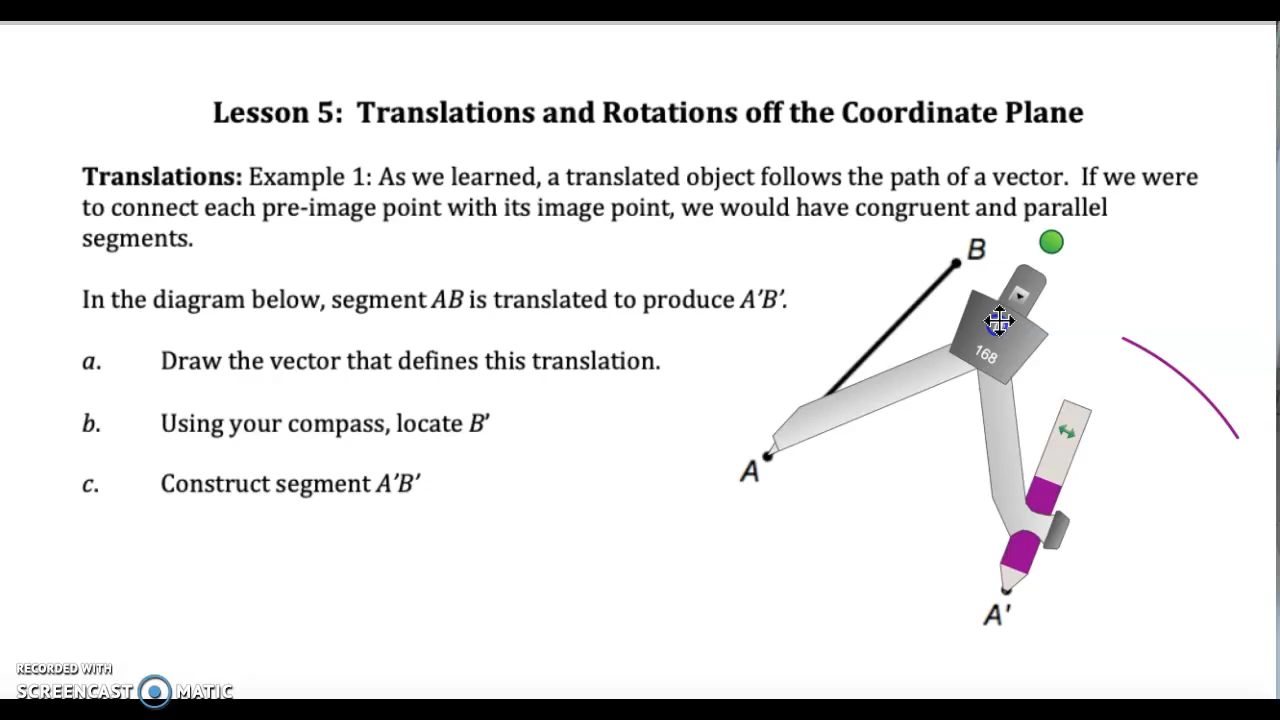 Lesson 5:  Translations and Rotations off the Coordinate Plane
Translations: Example 1: As we learned, a translated object follows the path of a vector.  If we were
to connect each pre-image point with its image point, we would have congruent and parallel
segments.
B
In the diagram below, segment AB is translated to produce A’B’.
168
a. Draw the vector that defines this translation.
b. Using your compass, locate B’
A
c. Construct segment A’B’
A'
RECORDED WITH
SCREENCAST MATIC